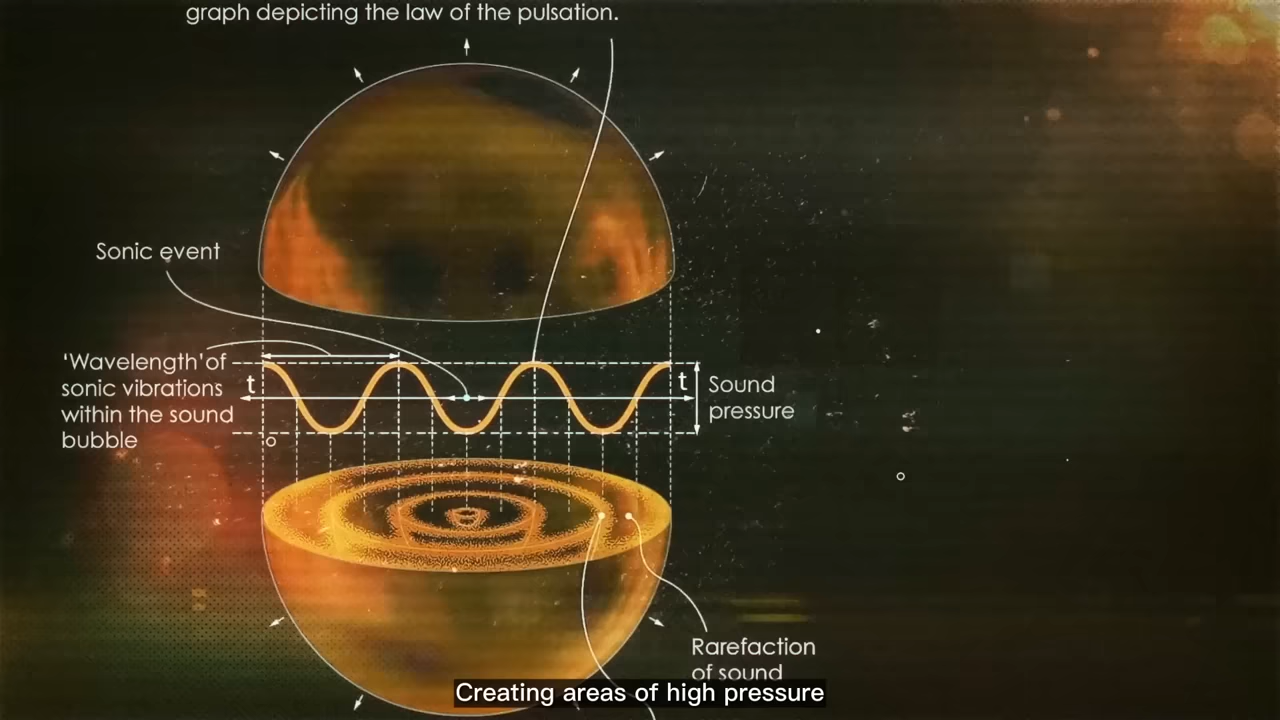 graph depicting the law of the pulsation.
Sonic event
‘Wavelength’of
sonic vibrations
within the sound
bubble
t
t
Sound
pressure
Rarefaction
of sound
Creating areas of high pressure